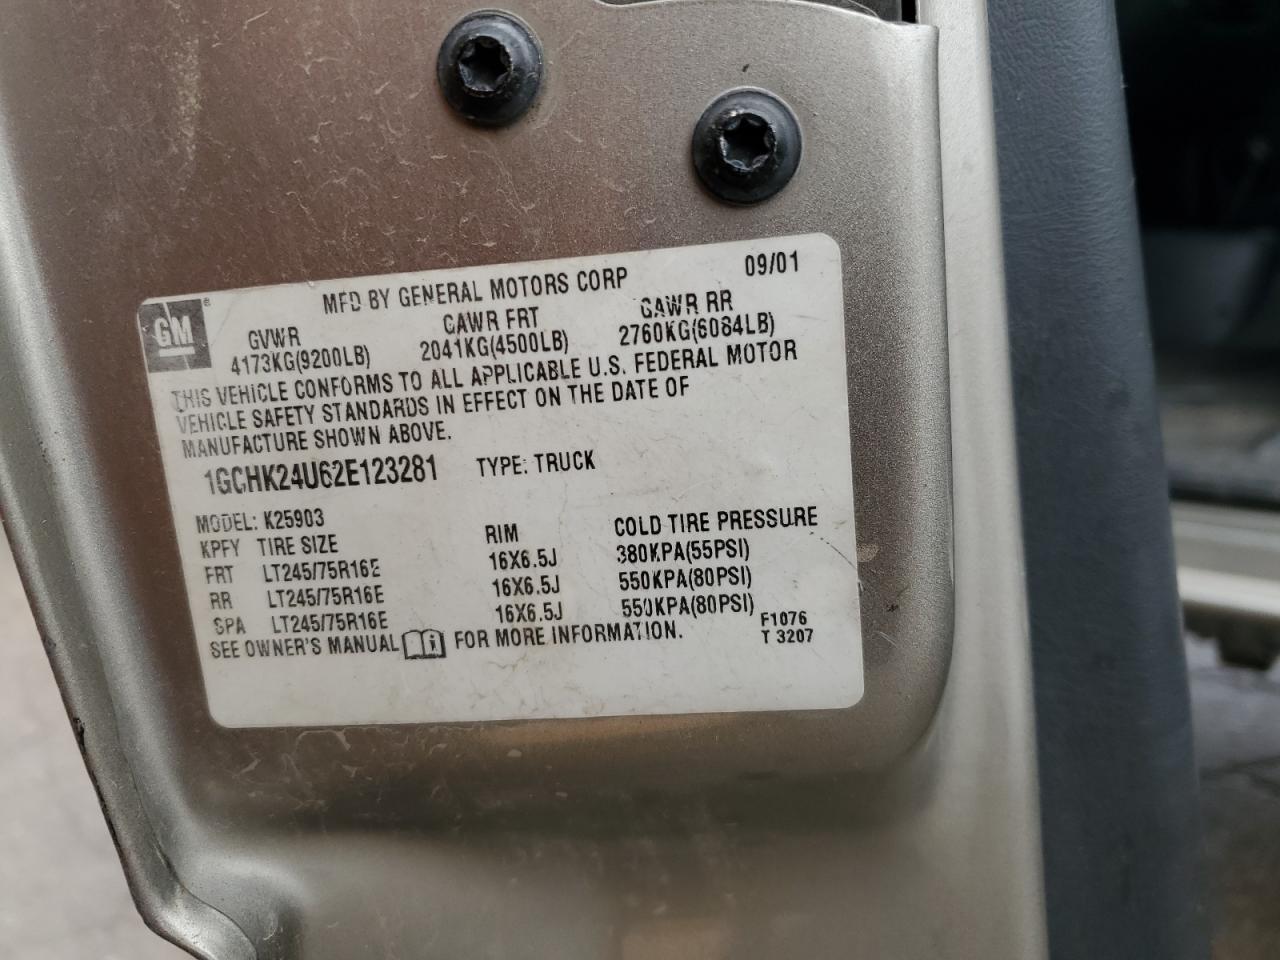 GM®
MFD BY GENERAL MOTORS CORP 09/01
GVWR GAWR FRT GAWR RR
4173KG(9200LB) 2041KG(4500LB) 2760KG(6084LB)
THIS VEHICLE CONFORMS TO ALL APPLICABLE U.S. FEDERAL MOTOR
VEHICLE SAFETY STANDARDS IN EFFECT ON THE DATE OF
MANUFACTURE SHOWN ABOVE.
1GCHK24U62E123281 TYPE: TRUCK
MODEL: K25903
KPFY TIRE SIZE RIM COLD TIRE PRESSURE
FRT LT245/75R16E 16X6.5J 380KPA(55PSI)
RR LT245/75R16E 16X6.5J 550KPA(80PSI)
SPA LT245/75R16E 16X6.5J 550KPA(80PSI)
SEE OWNER'S MANUAL i FOR MORE INFORMATION.
F1076
T 3207